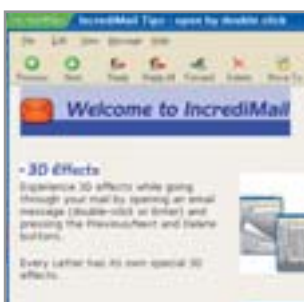 IncrediMail Tips - open by double click
File Edit View Message Help
Previous Next Reply Reply All Forward Delete Move To
Welcome to IncrediMail
• 3D Effects
Experience 3D effects while going
through your mail by opening an email
message (double-click or Enter) and
pressing the Previous/Next and Delete
buttons.
Every Letter has its own special 3D
effects.